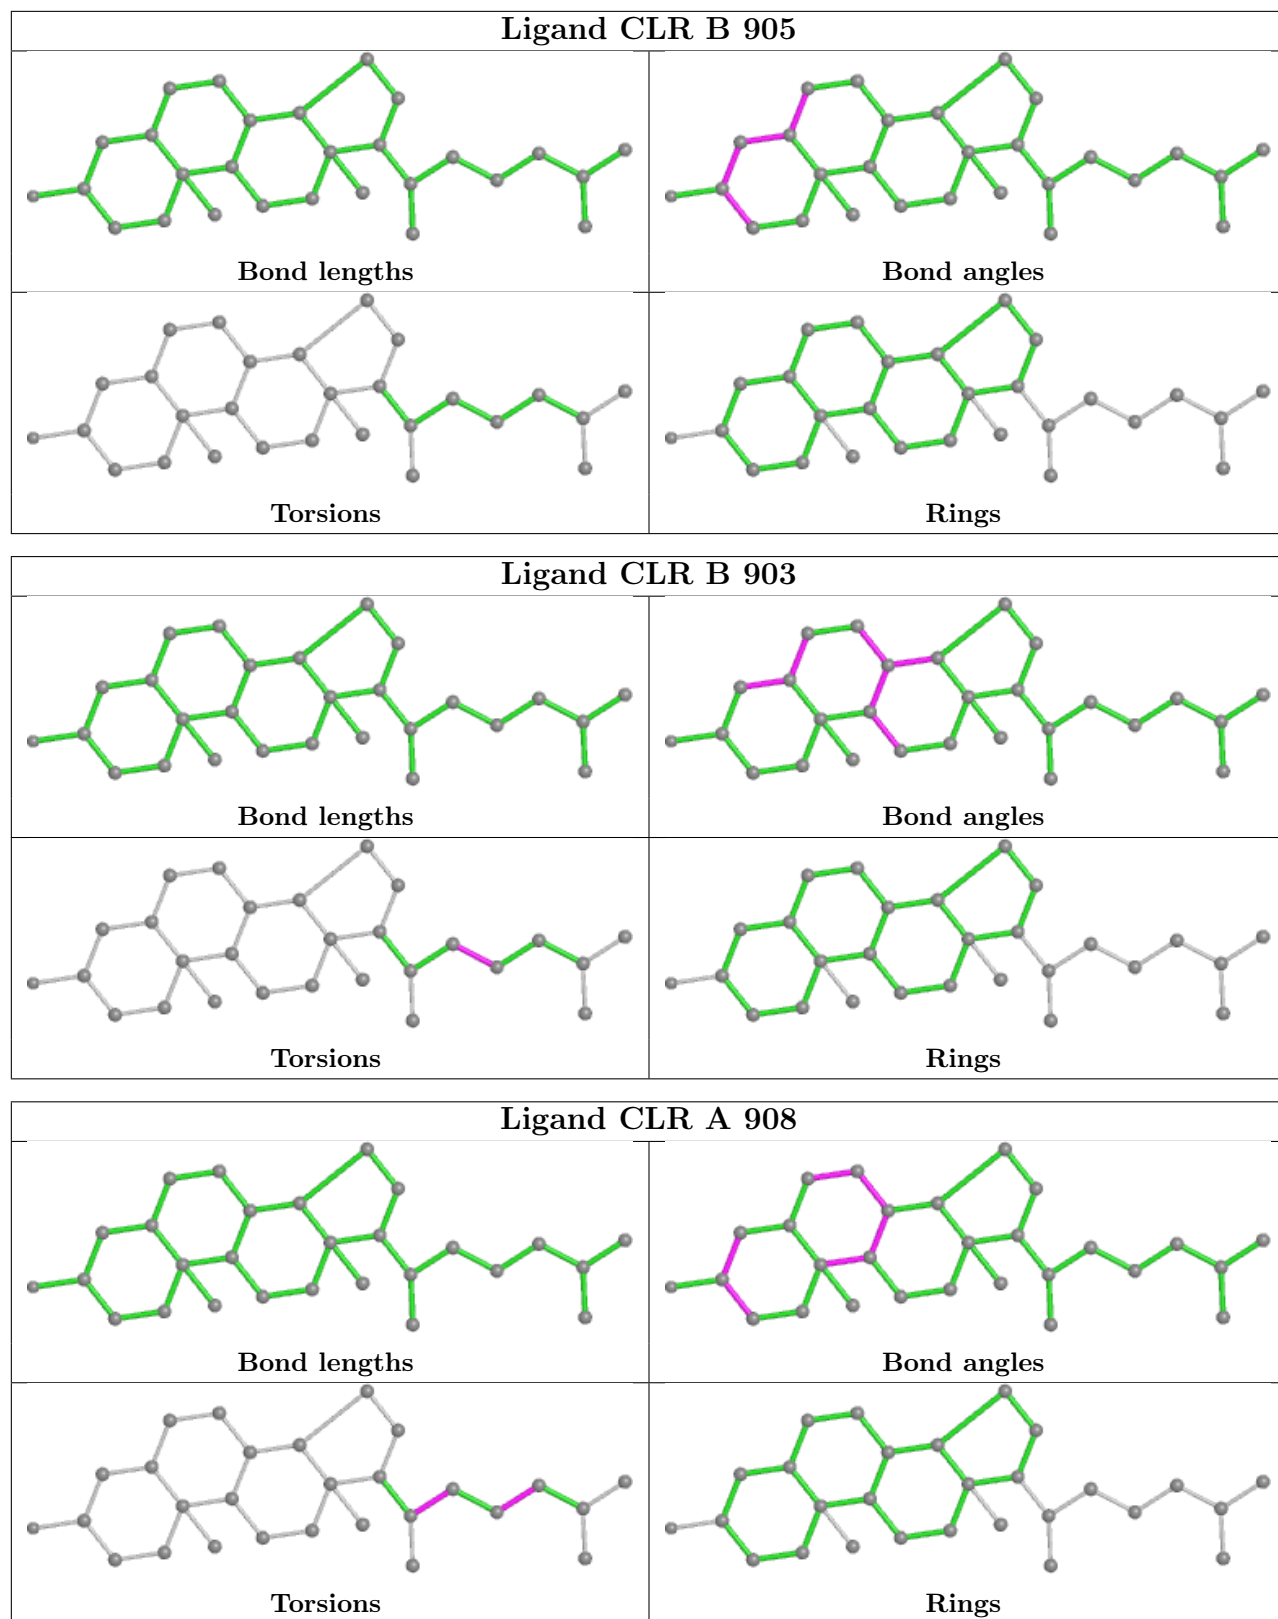 Ligand CLR B 905
Bond lengths
Bond angles
Torsions
Rings
Ligand CLR B 903
Bond lengths
Bond angles
Torsions
Rings
Ligand CLR A 908
Bond lengths
Bond angles
Torsions
Rings